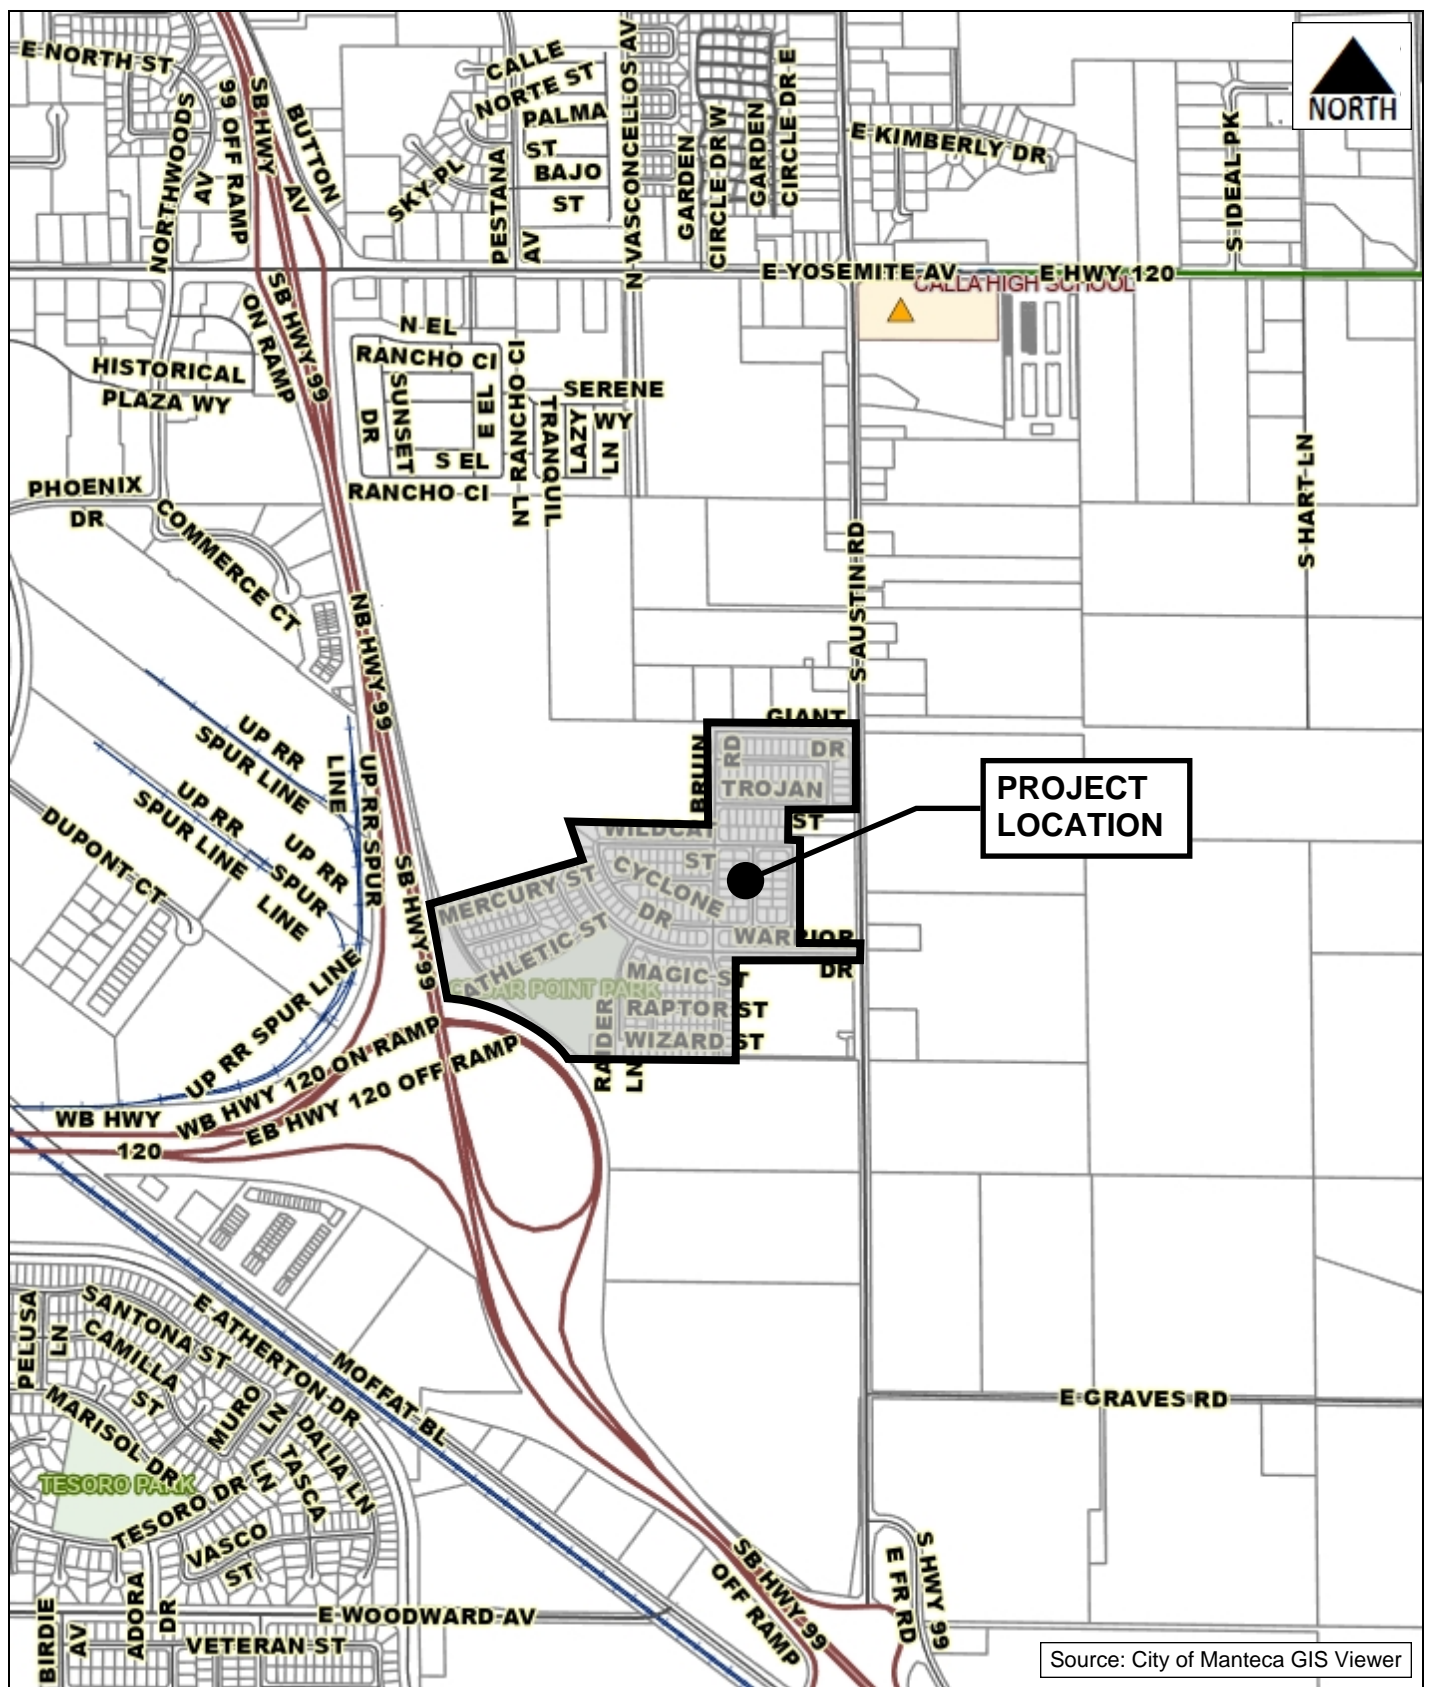 E NORTH ST
NORTHWOODS
AV
99 OFF RAMP
SB HWY
AV
BUTTON
CALLE
NORTE ST
PALMA
ST
BAJO
ST
SKY PL
PESTANA
AV
N VASCONCELLOS AV
GARDEN
CIRCLE DR W
GARDEN
CIRCLE DR E
E KIMBERLY DR
S IDEAL PK
NORTH
E YOSEMITE AV
E HWY 120
CALLA HIGH SCHOOL
ON RAMP
SB HWY 99
HISTORICAL
PLAZA WY
N EL
RANCHO CI
DR
SUNSET
E EL
N RANCHO CI
LN
S EL
RANCHO CI
SERENE
WY
TRANQUIL
LAZY
LN
PHOENIX
DR
COMMERCE CT
S HART LN
S AUSTIN RD
NB HWY 99
UP RR
SPUR LINE
LINE
UP RR SPUR
UP RR
SPUR LINE
UP RR
SPUR
LINE
DUPONT CT
SB HWY 99
GIANT
DR
BRUIN
RD
TROJAN
ST
WILDCAT
ST
PROJECT
LOCATION
MERCURY ST
CYCLONE
DR
ATHLETIC ST
WARRIOR
DR
MAGIC ST
CEDAR POINT PARK
RAPTOR ST
WIZARD ST
RAIDER
LN
UP RR SPUR LINE
WB HWY 120 ON RAMP
EB HWY 120 OFF RAMP
WB HWY
120
PELUSA
LN
SANTONA ST
CAMILLA
ST
E ATHERTON DR
MOFFAT BL
MARISOL DR
MURO
LN
DALIA LN
TASCA
LN
TESORO PARK
TESORO DR
VASCO
ST
E GRAVES RD
BIRDIE
AV
ADORA
DR
E WOODWARD AV
VETERAN ST
SB HWY 99
OFF RAMP
E FR RD
S HWY 99
Source: City of Manteca GIS Viewer